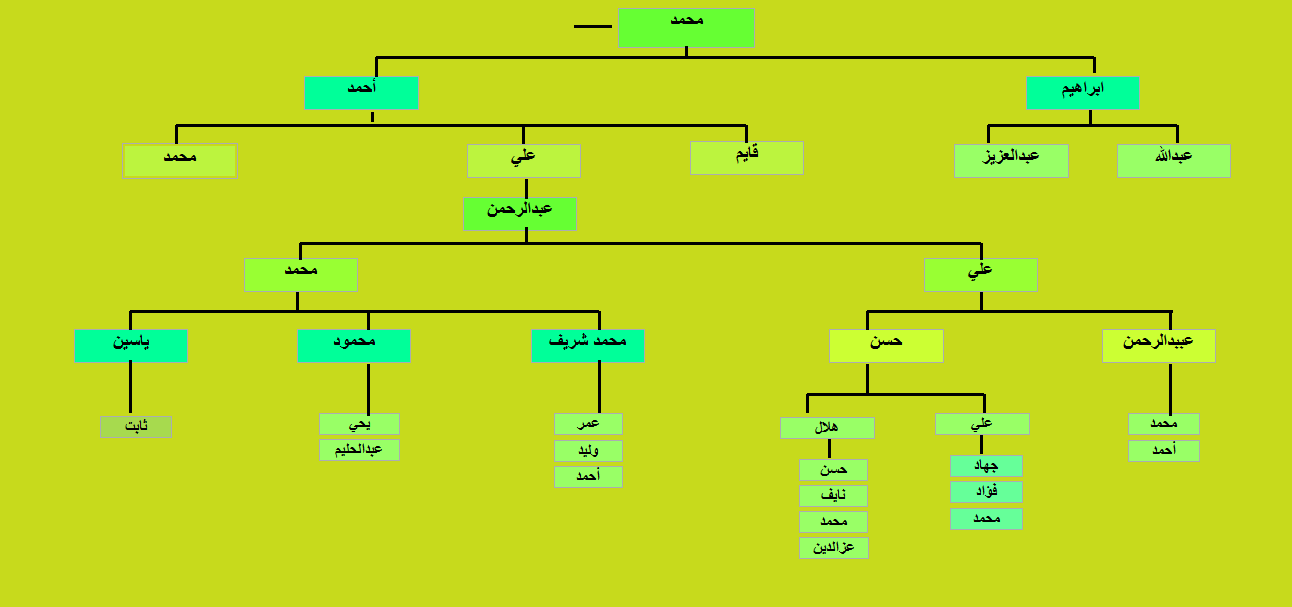 محمد
ابراهيم
أحمد
عبدالله
عبدالعزيز
قايم
علي
محمد
عبدالرحمن
علي
محمد
عبيدالرحمن
حسن
محمد شريف
محمود
ياسين
محمد
أحمد
علي
جهاد
فؤاد
محمد
هلال
حسن
نايف
محمد
عزالدين
عمر
وليد
أحمد
يحي
عبدالحليم
ثابت